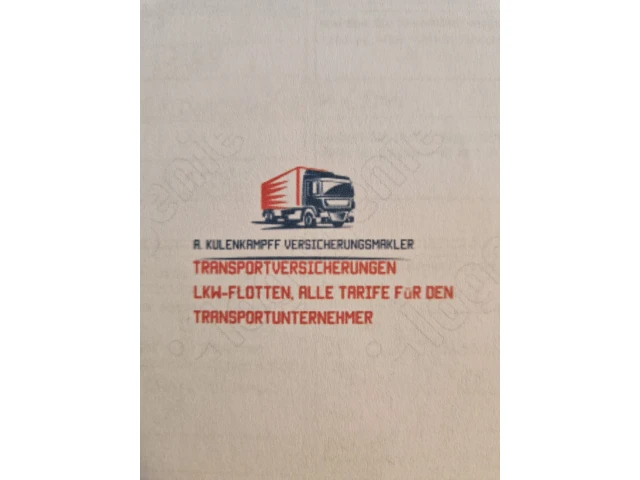 A. KULENKAMPFF VERSICHERUNGSMAKLER
TRANSPORTVERSICHERUNGEN
LKW-FLOTTEN, ALLE TARIFE FüR DEN
TRANSPORTUNTERNEHMER